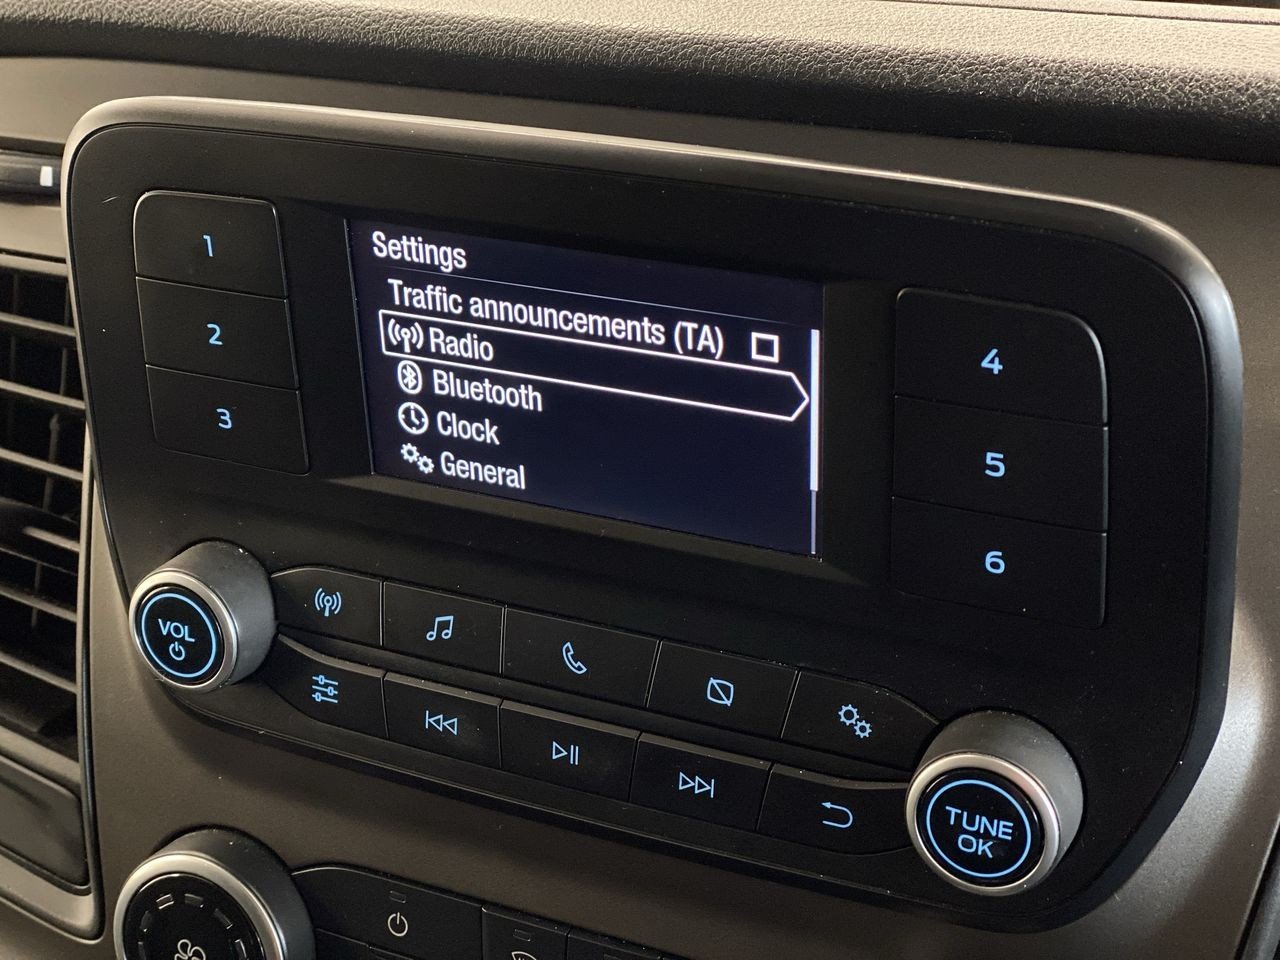 Settings
Traffic announcements (TA)
Radio
Bluetooth
Clock
General
1
2
3
4
5
6
VOL
TUNE
OK